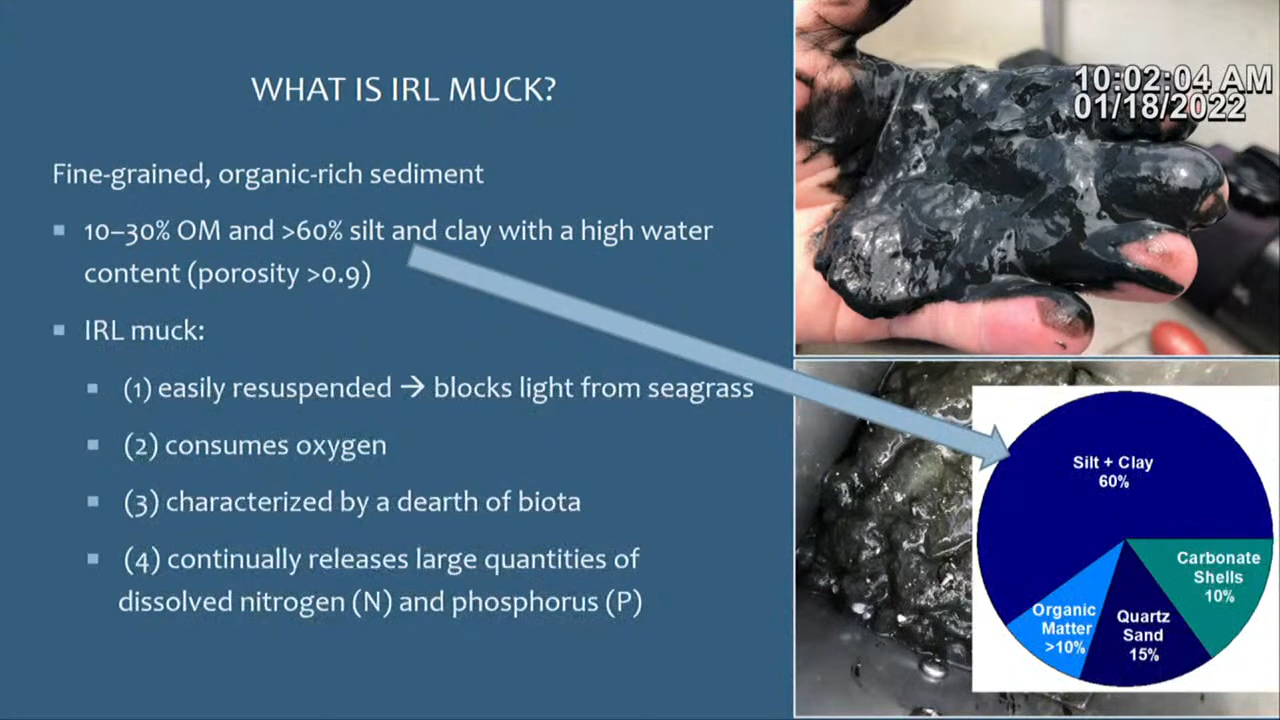 WHAT IS IRL MUCK?
Fine-grained, organic-rich sediment
▪ 10–30% OM and >60% silt and clay with a high water
content (porosity >0.9)
▪ IRL muck:
▪ (1) easily resuspended → blocks light from seagrass
▪ (2) consumes oxygen
▪ (3) characterized by a dearth of biota
▪ (4) continually releases large quantities of
dissolved nitrogen (N) and phosphorus (P)
10:02:04 AM
01/18/2022
Silt + Clay
60%
Carbonate
Shells
10%
Organic
Matter
>10%
Quartz
Sand
15%